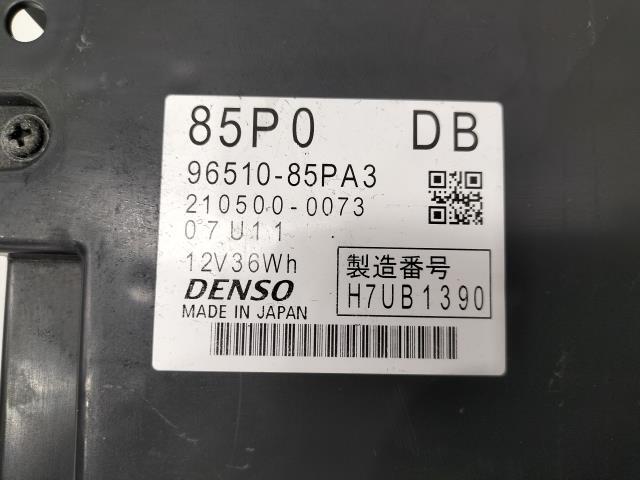 85P0 DB
96510-85PA3
210500-0073
07U11
12V36Wh
DENSO
MADE IN JAPAN
製造番号
H7UB1390